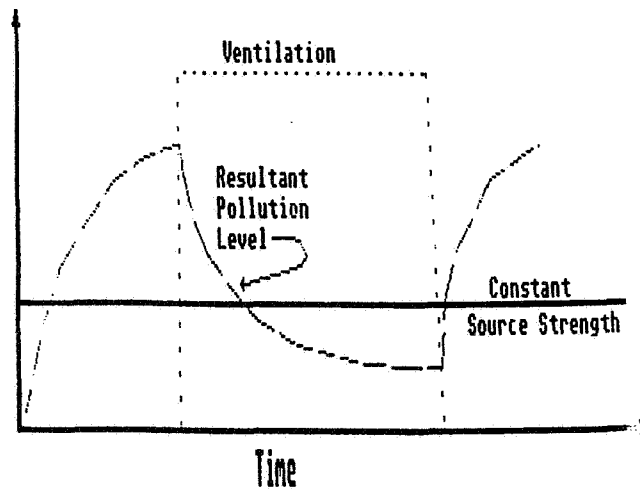 Ventilation
Resultant
Pollution
Level
Constant
Source Strength
Time